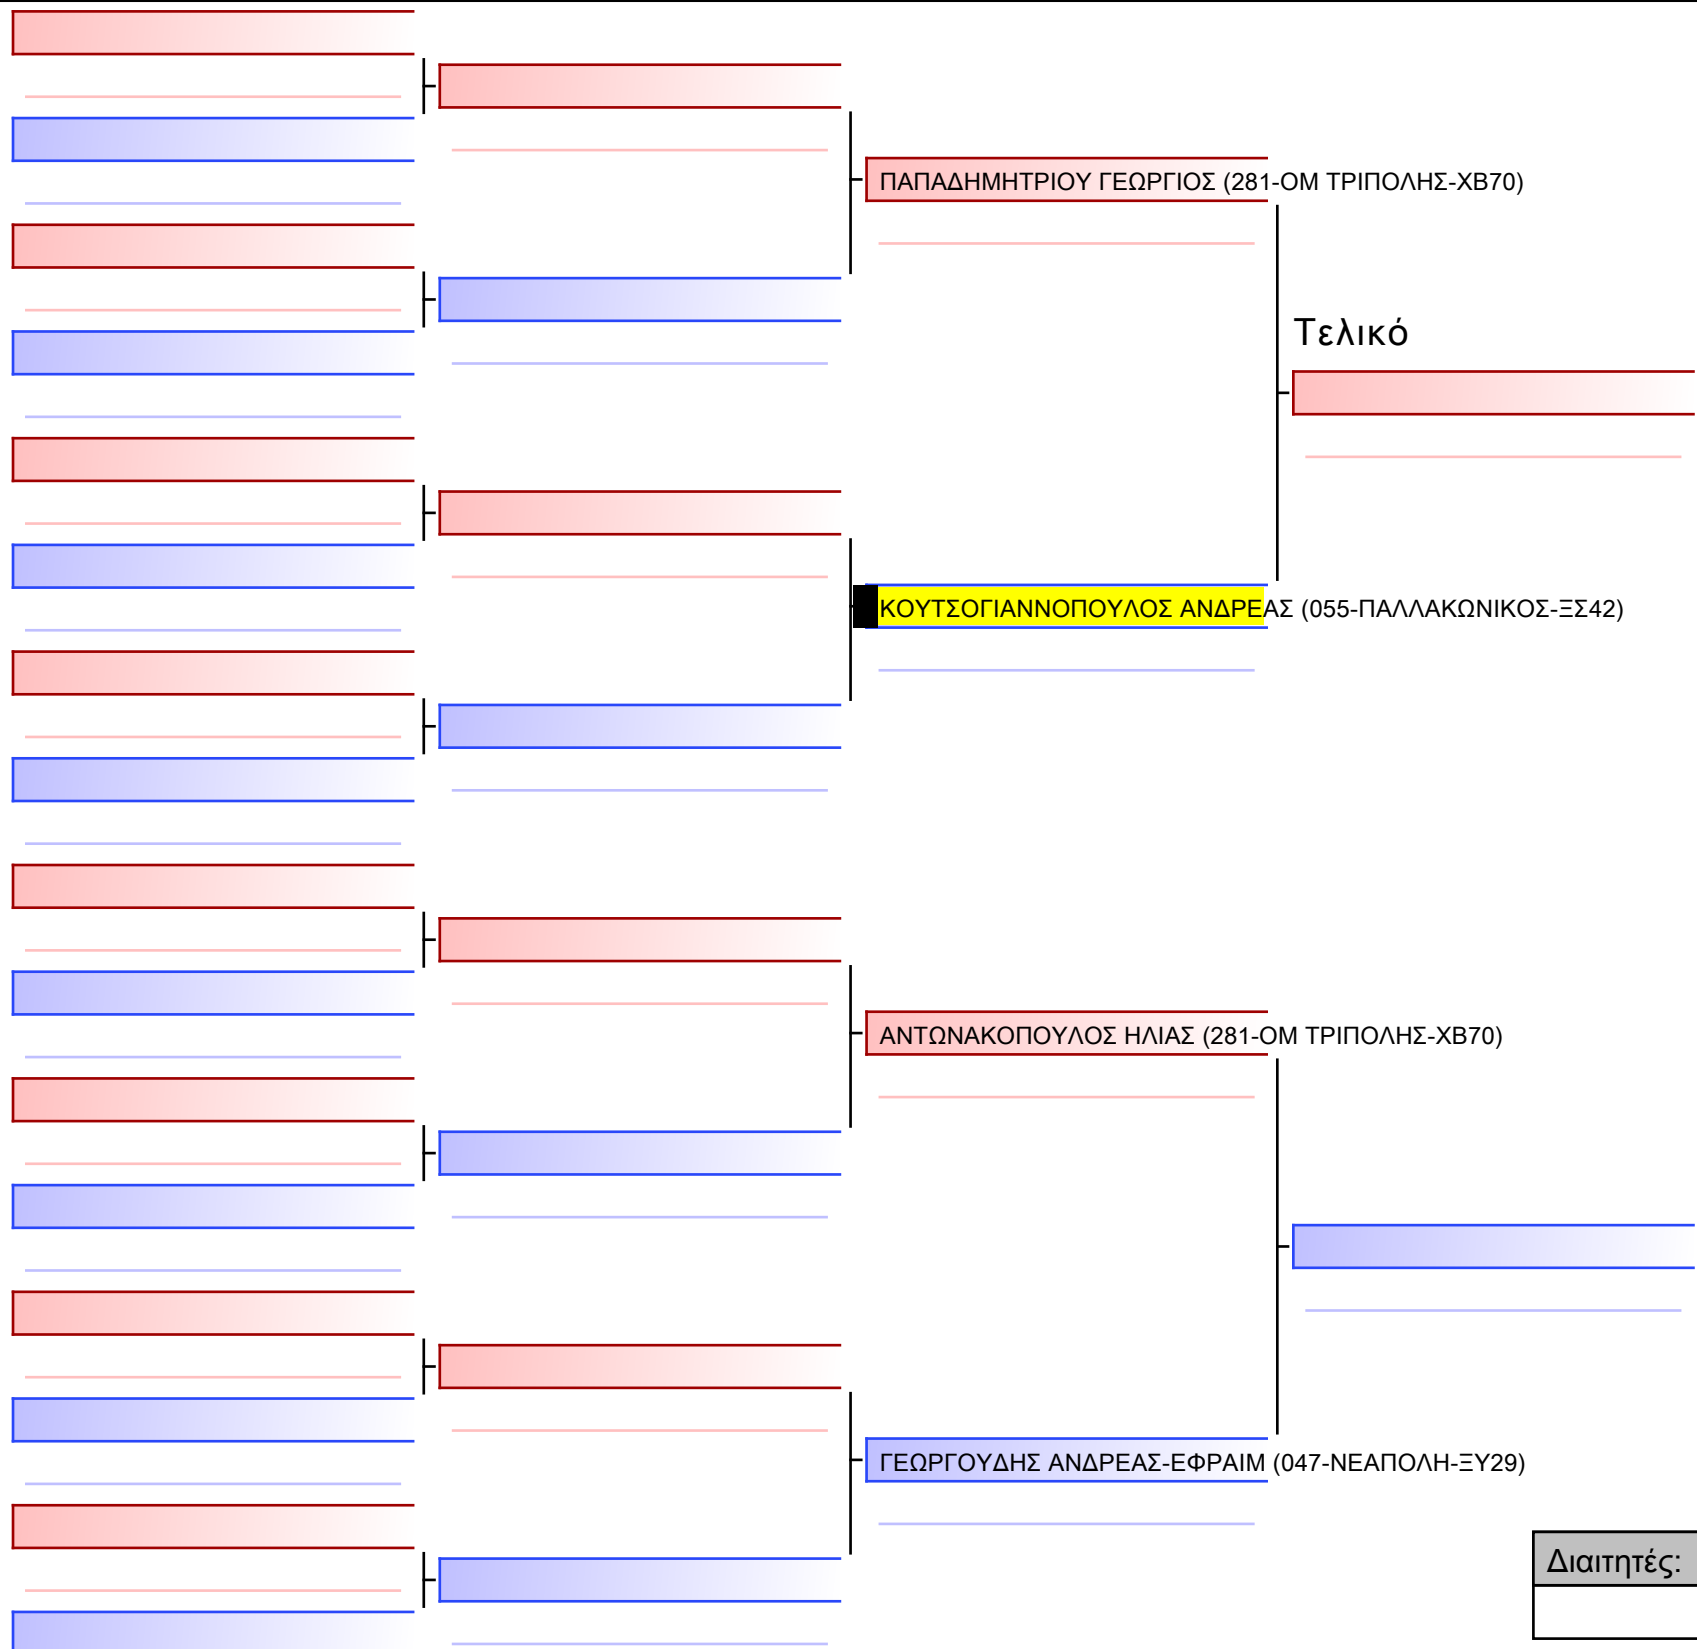 ΠΑΠΑΔΗΜΗΤΡΙΟΥ ΓΕΩΡΓΙΟΣ (281-ΟΜ ΤΡΙΠΟΛΗΣ-ΧΒ70)
Τελικό
ΚΟΥΤΣΟΓΙΑΝΝΟΠΟΥΛΟΣ ΑΝΔΡΕΑΣ (055-ΠΑΛΛΑΚΩΝΙΚΟΣ-ΞΣ42)
ΑΝΤΩΝΑΚΟΠΟΥΛΟΣ ΗΛΙΑΣ (281-ΟΜ ΤΡΙΠΟΛΗΣ-ΧΒ70)
ΓΕΩΡΓΟΥΔΗΣ ΑΝΔΡΕΑΣ-ΕΦΡΑΙΜ (047-ΝΕΑΠΟΛΗ-ΞΥ29)
Διαιτητές: